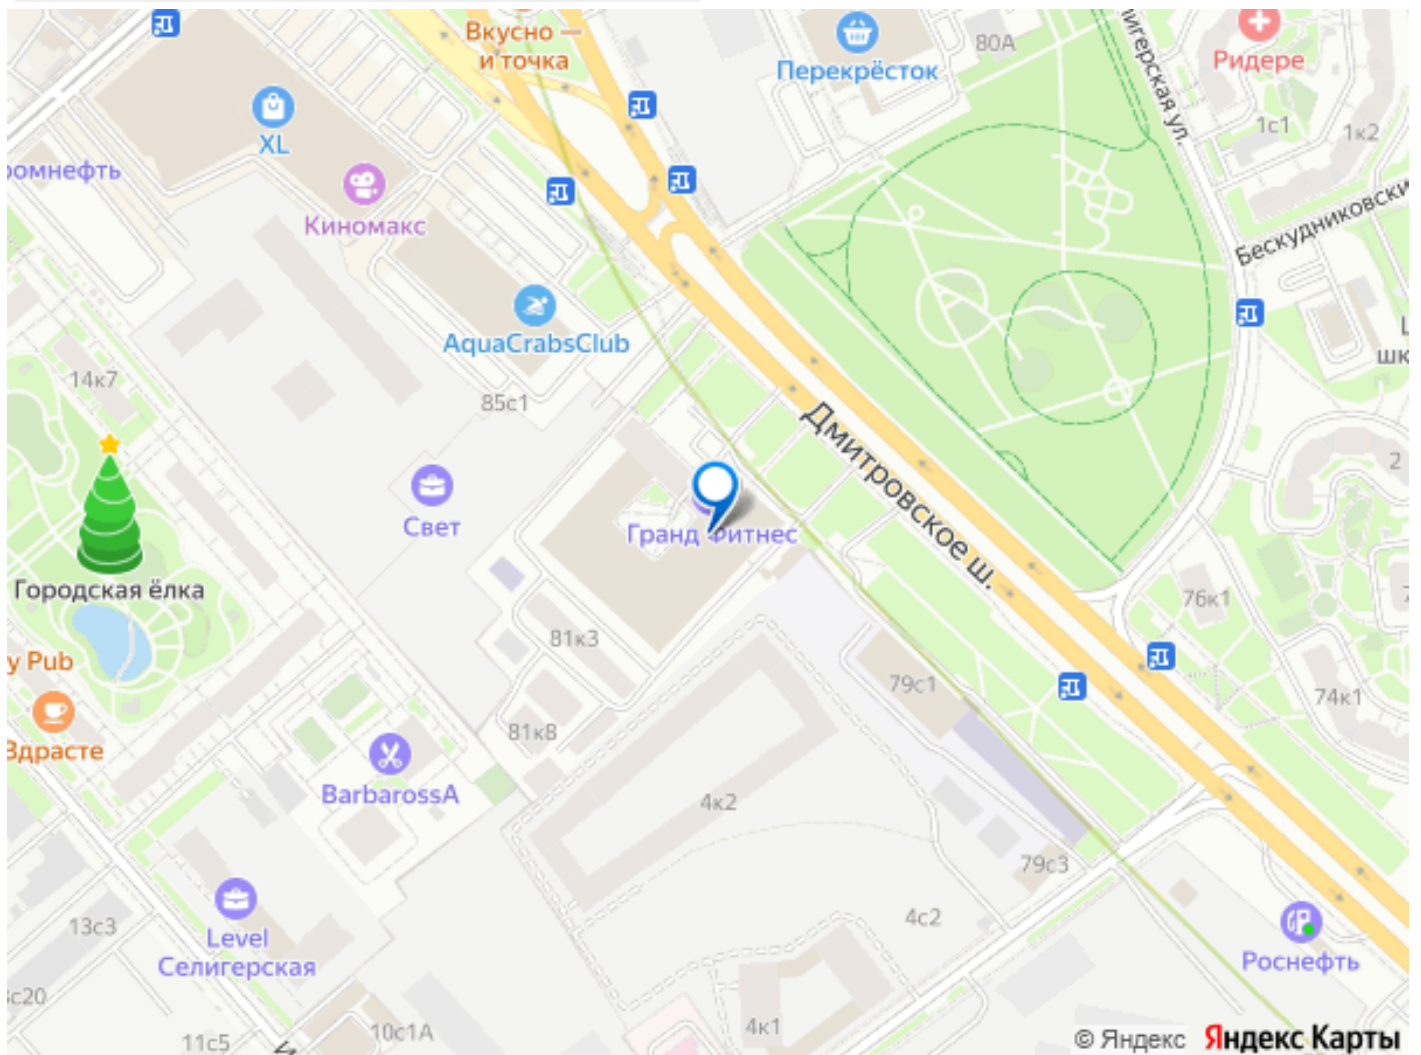 Вкусно —
и точка
80А
Перекрёсток
Ридере
1с1
1к2
XL
ромнефть
Киномакс
Бескудниковски
AquaCrabsClub
14к7
85с1
Дмитровское ш.
2
Свет
Гранд Фитнес
Городская ёлка
76к1
81к3
y Pub
79с1
74к1
81к8
Здрасте
BarbarossA
4к2
79с3
13с3
4с2
Level
Селигерская
Роснефть
с20
4к1
10с1А
11с5
© Яндекс Яндекс Карты